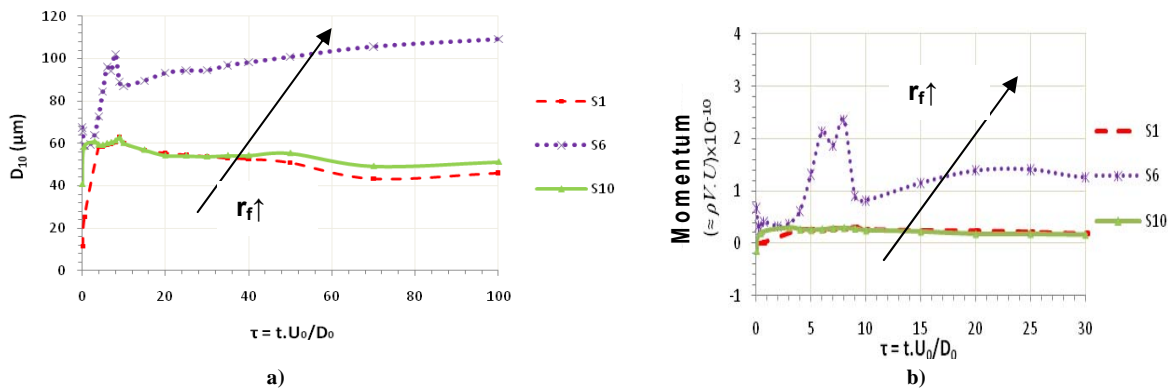 120
100
80
60
40
20
0
D₁₀ (µm)
0
20
40
60
80
100
τ = t.U₀/D₀
r_f↑
S1
S6
S10
a)
4
3
2
1
0
-1
Momentum
(≈ ρV.U)×10⁻¹⁰
0
5
10
15
20
25
30
τ = t.U₀/D₀
r_f↑
S1
S6
S10
b)